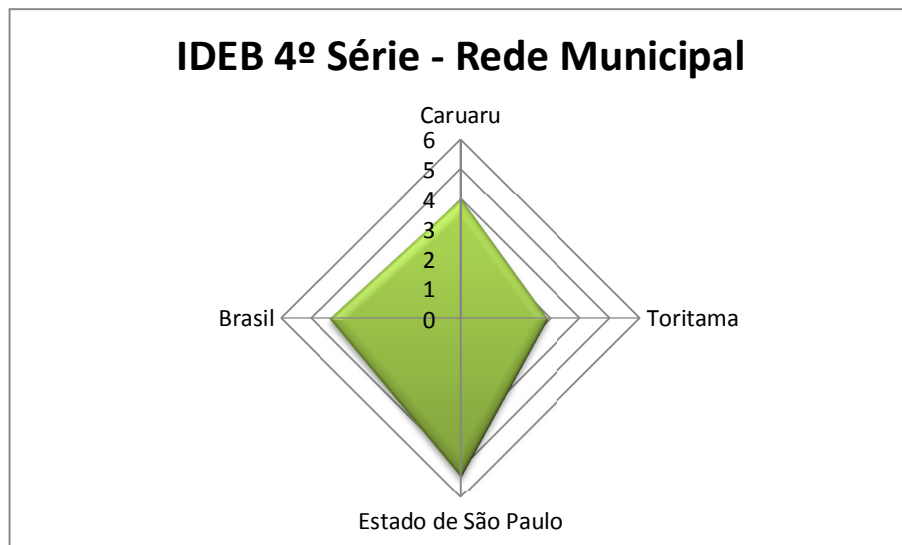 IDEB 4º Série - Rede Municipal
Caruaru
6
5
4
3
2
1
0
Brasil
Toritama
Estado de São Paulo